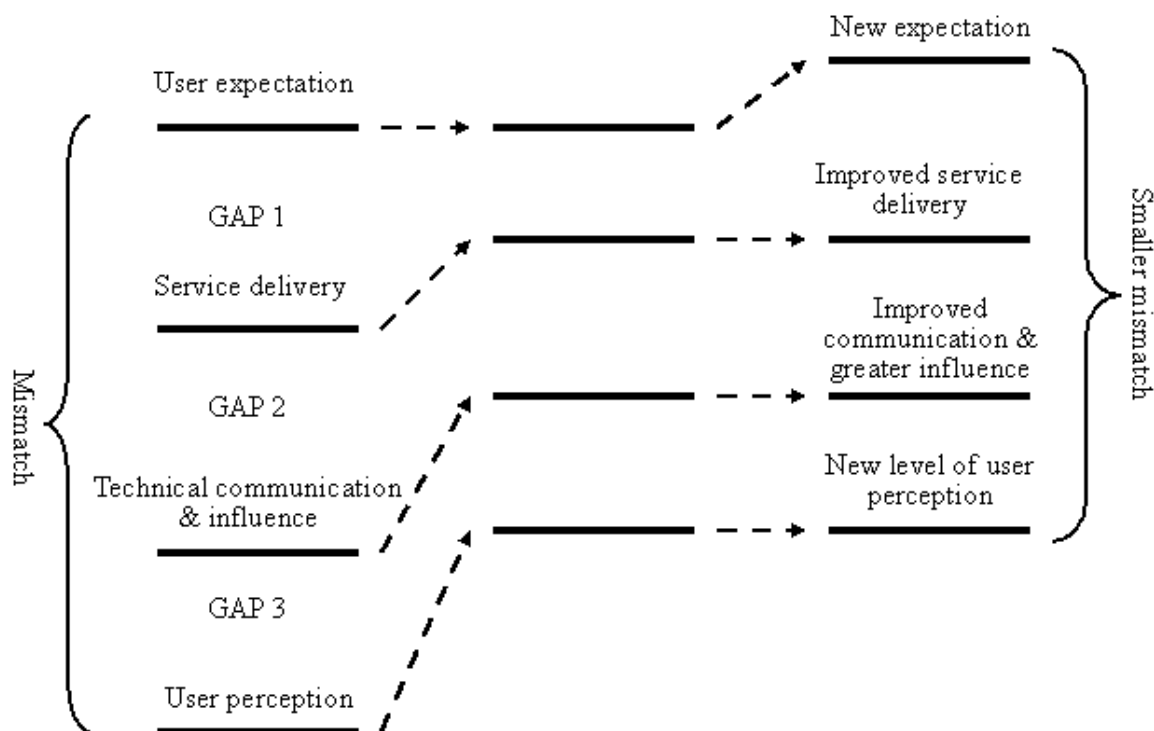 New expectation
User expectation
Improved service
delivery
GAP 1
Service delivery
Improved
communication &
greater influence
GAP 2
Technical communication
& influence
New level of user
perception
GAP 3
User perception
Mismatch
Smaller mismatch